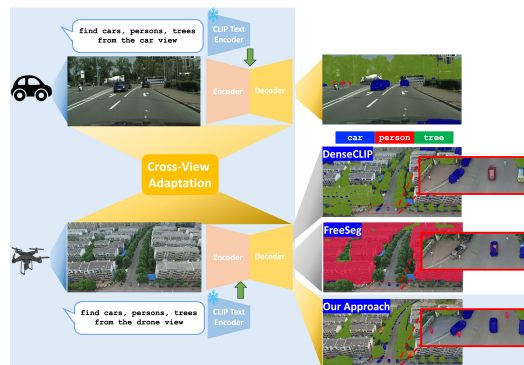 find cars, persons, trees
from the car view
CLIP Text
Encoder
Encoder
Decoder
car person tree
Cross-View
Adaptation
DenseCLIP
FreeSeg
Encoder
Decoder
find cars, persons, trees
from the drone view
CLIP Text
Encoder
Our Approach